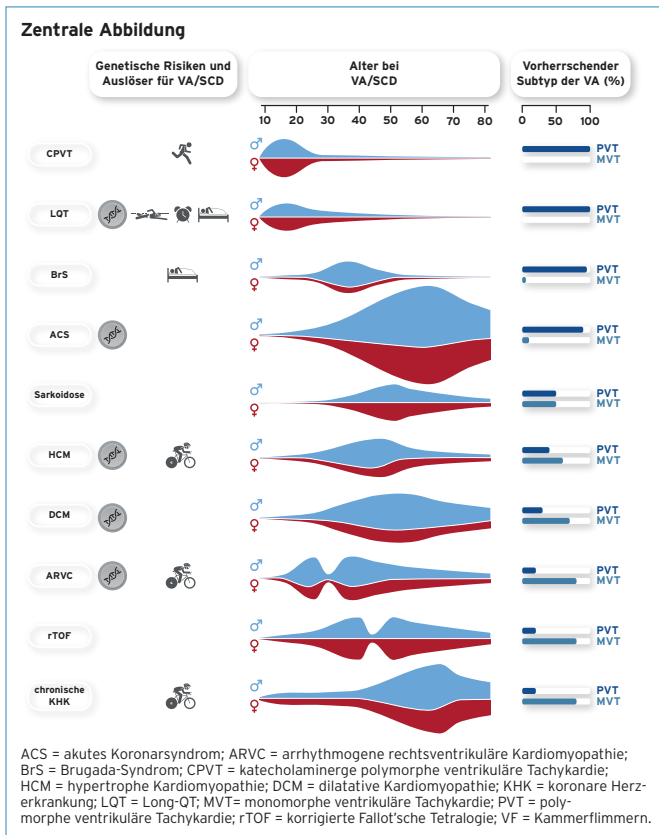 Zentrale Abbildung
Genetische Risiken und
Auslöser für VA/SCD
Alter bei
VA/SCD
Vorherrschender
Subtyp der VA (%)
10 20 30 40 50 60 70 80
0 50 100
CPVT
♂
♀
PVT
MVT
LQT
♂
♀
PVT
MVT
BrS
♂
♀
PVT
MVT
ACS
♂
♀
PVT
MVT
Sarkoidose
♂
♀
PVT
MVT
HCM
♂
♀
PVT
MVT
DCM
♂
♀
PVT
MVT
ARVC
♂
♀
PVT
MVT
rTOF
♂
♀
PVT
MVT
chronische
KHK
♂
♀
PVT
MVT
ACS = akutes Koronarsyndrom; ARVC = arrhythmogene rechtsventrikuläre Kardiomyopathie;
BrS = Brugada-Syndrom; CPVT = katecholaminerge polymorphe ventrikuläre Tachykardie;
HCM = hypertrophe Kardiomyopathie; DCM = dilatative Kardiomyopathie; KHK = koronare Herz-
erkrankung; LQT = Long-QT; MVT= monomorphe ventrikuläre Tachykardie; PVT = poly-
morphe ventrikuläre Tachykardie; rTOF = korrigierte Fallot'sche Tetralogie; VF = Kammerflimmern.